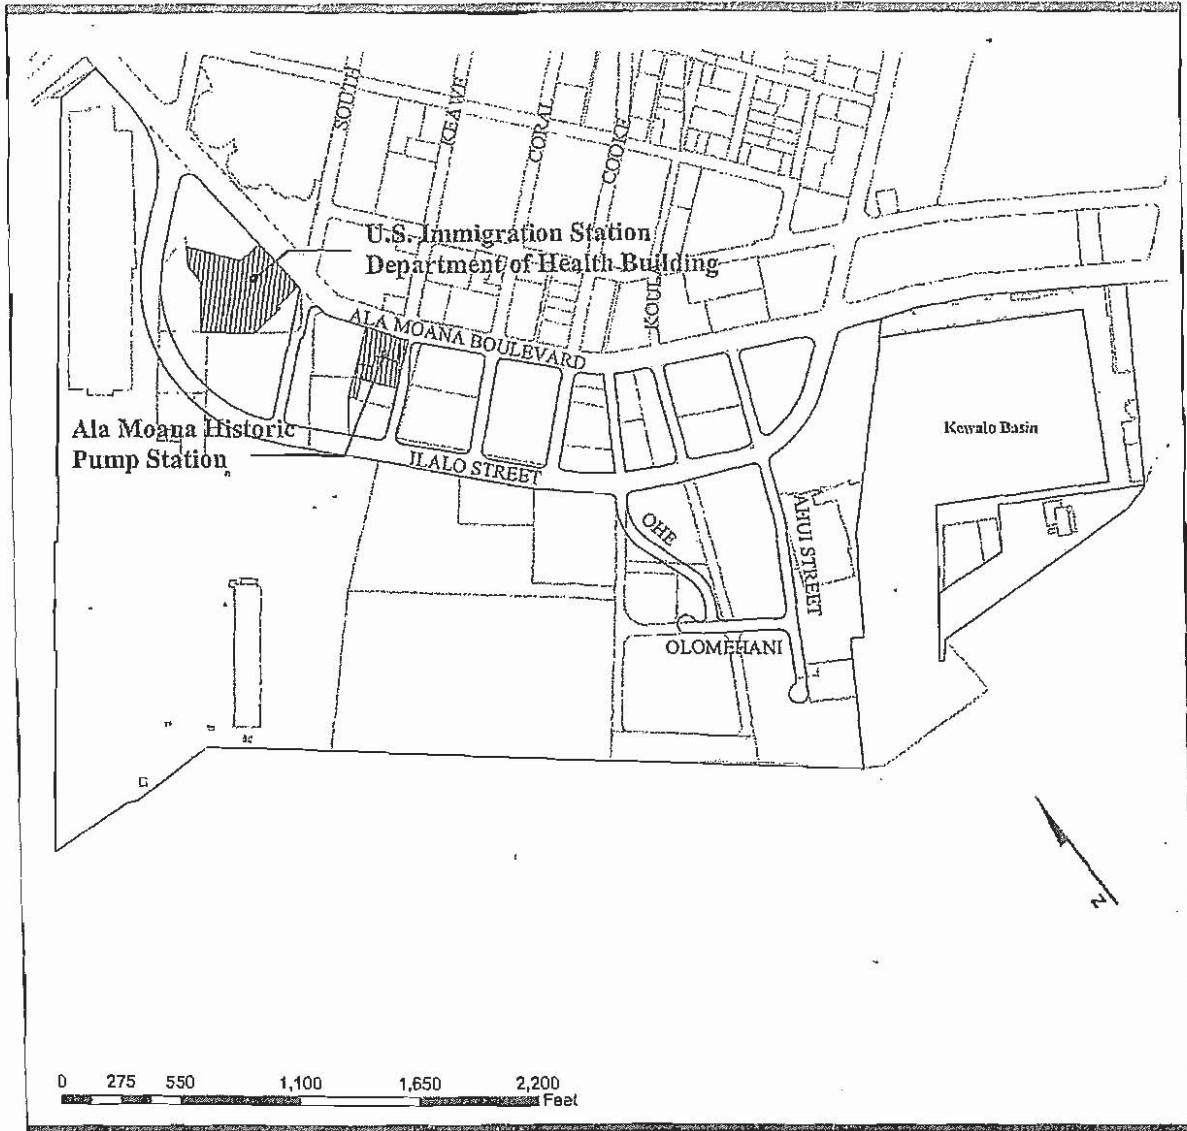 SOUTH
KEAWE
CORAL
COOKE
U.S. Immigration Station
Department of Health Building
KOUL
ALA MOANA BOULEVARD
Ala Moana Historic
Pump Station
ILALO STREET
Kewalo Basin
OHE
AHUI STREET
OLOMEHANI
N
0 275 550 1,100 1,650 2,200
Feet